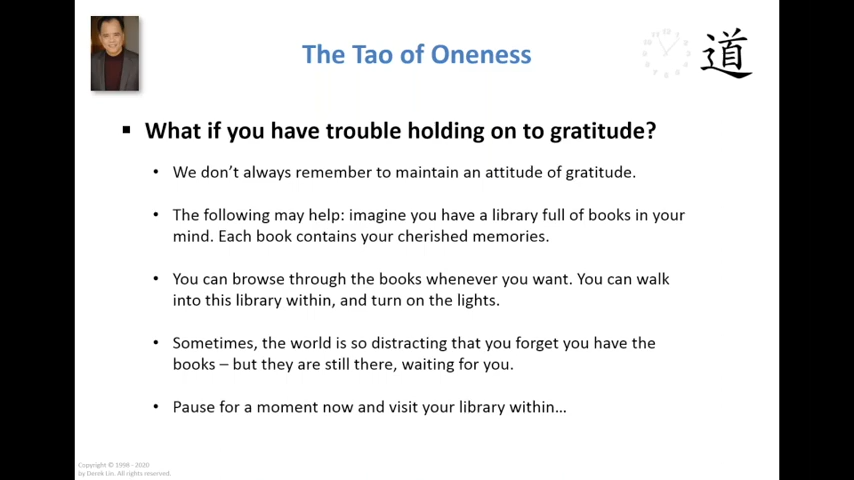 The Tao of Oneness
道
What if you have trouble holding on to gratitude?
We don't always remember to maintain an attitude of gratitude.
The following may help: imagine you have a library full of books in your
mind. Each book contains your cherished memories.
You can browse through the books whenever you want. You can walk
into this library within, and turn on the lights.
Sometimes, the world is so distracting that you forget you have the
books – but they are still there, waiting for you.
Pause for a moment now and visit your library within...
Copyright © 1998 - 2020
by Derek Lin. All rights reserved.